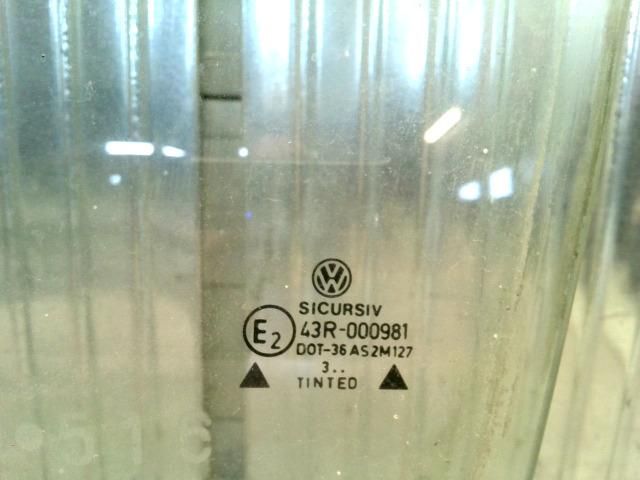 VW
SICURSIV
E2 43R-000981
DOT-36 AS2M127
3..
TINTED